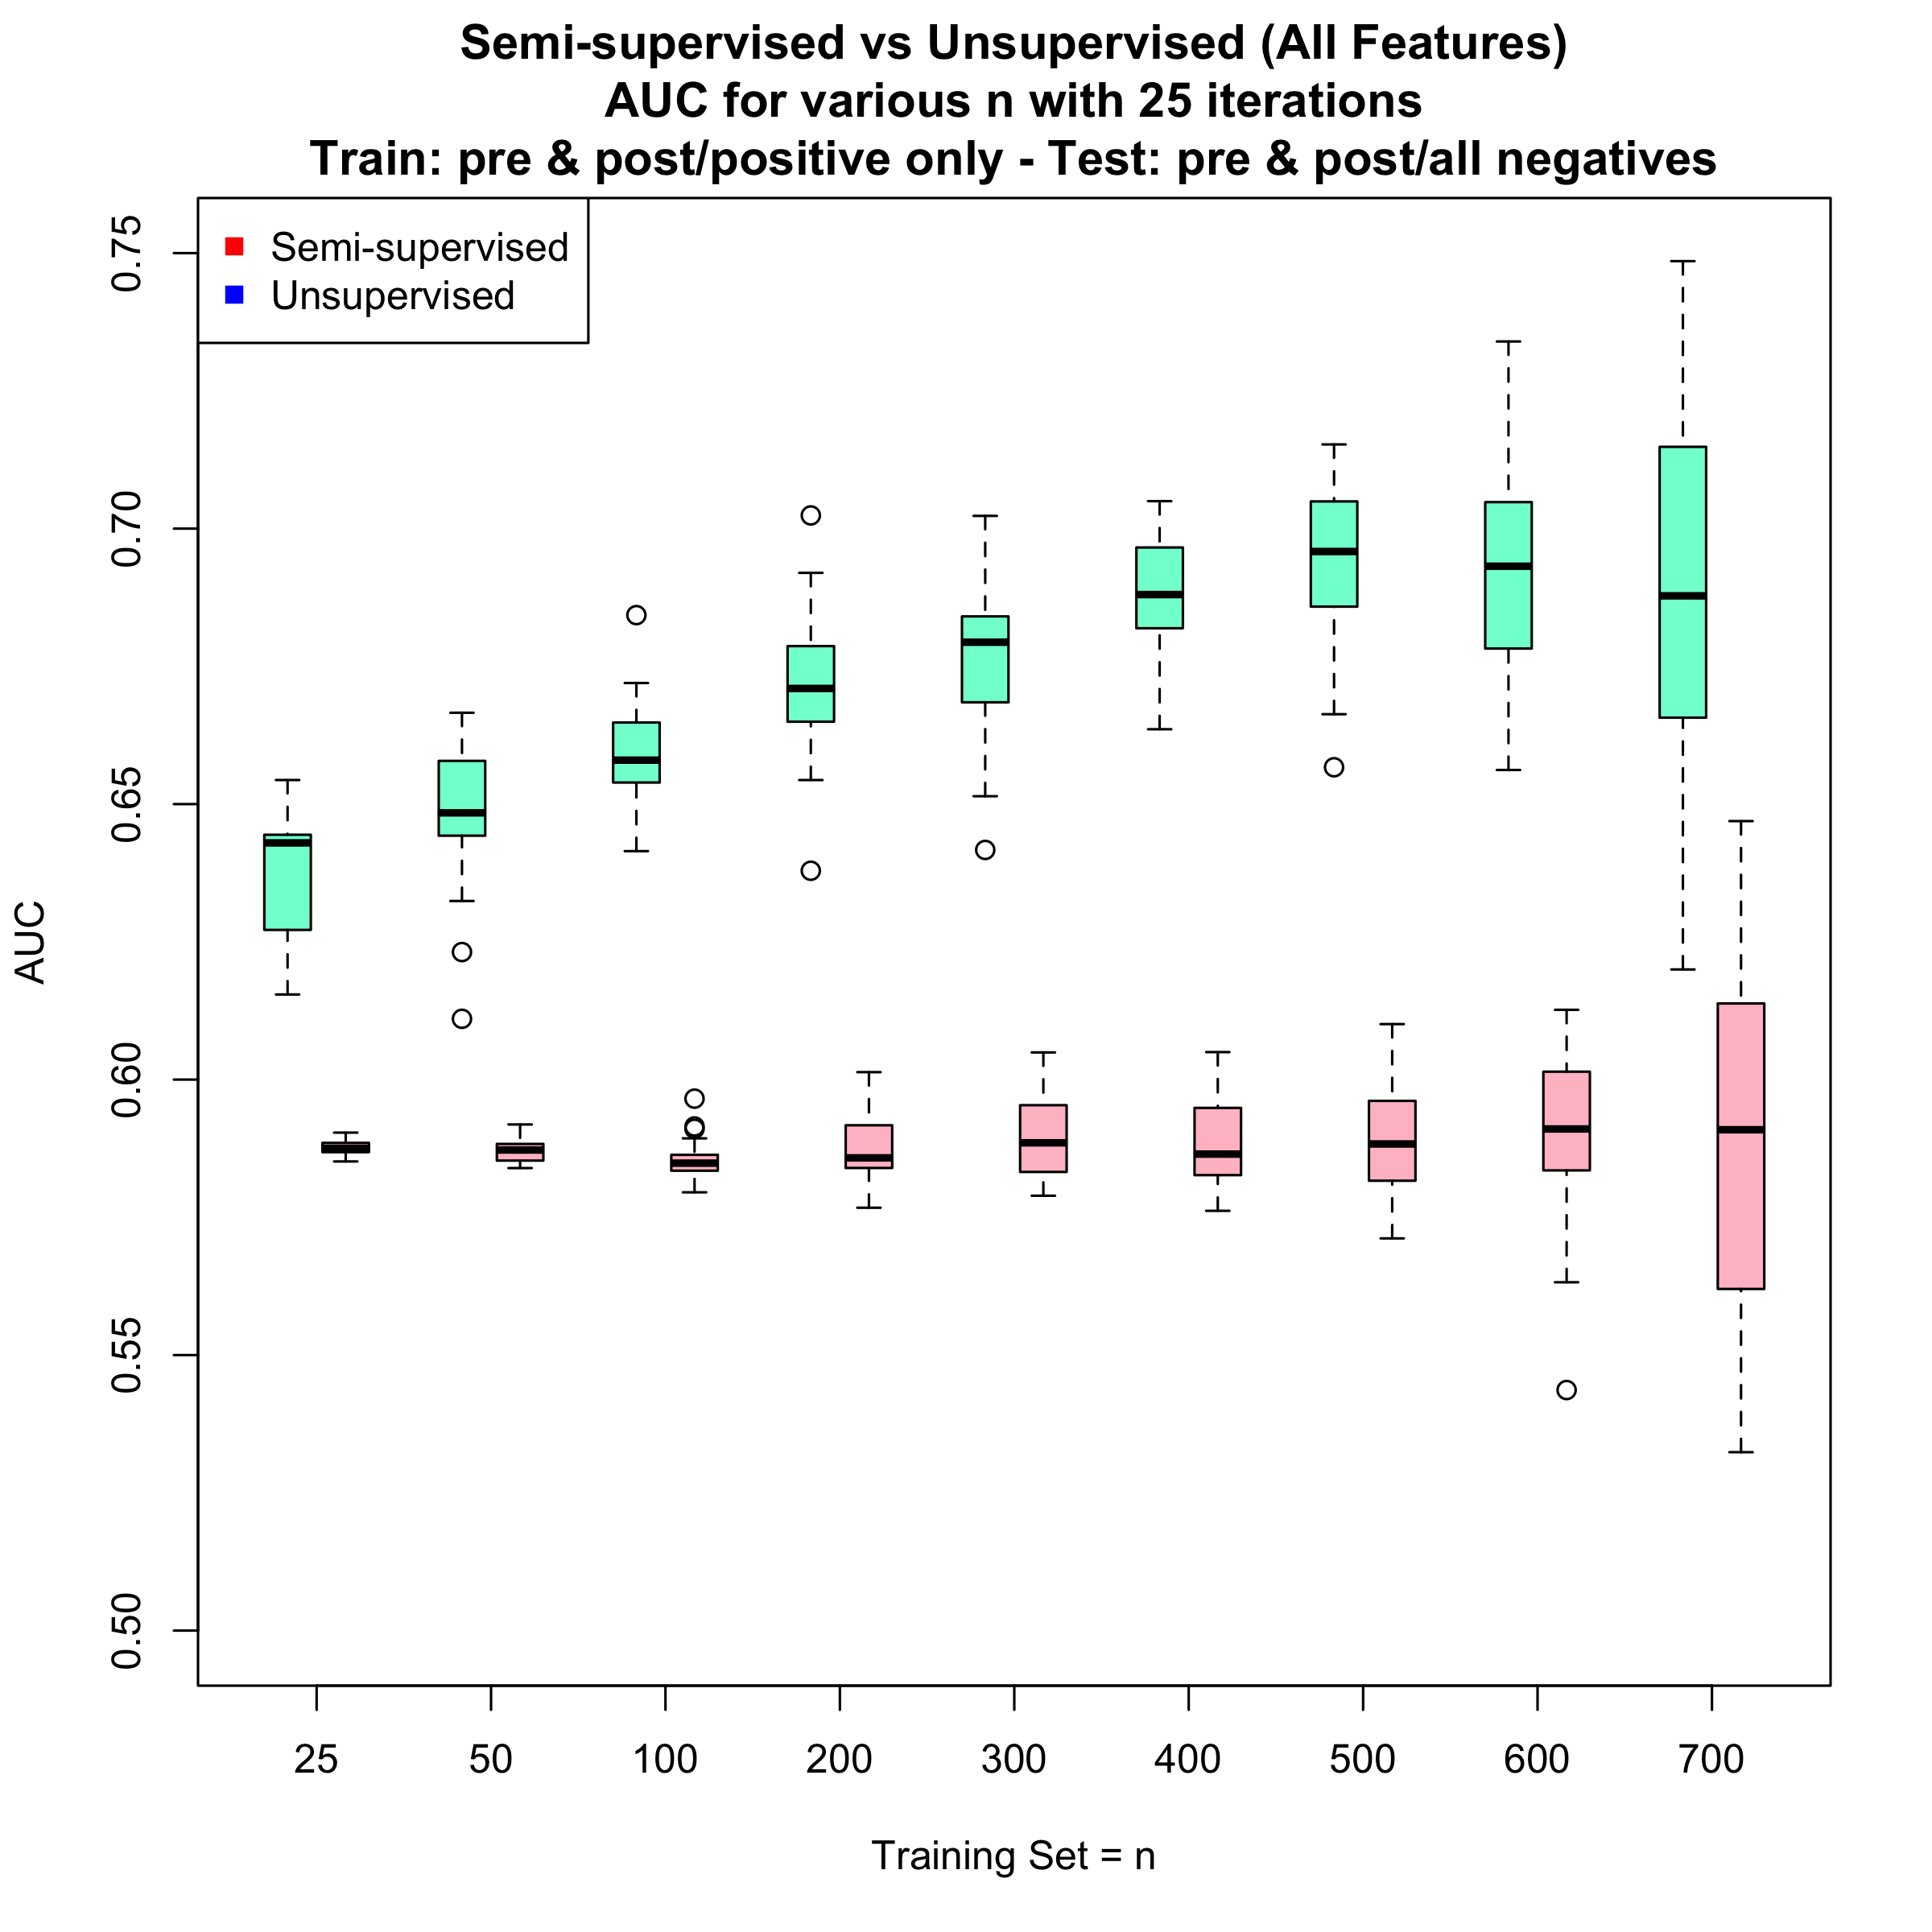 Semi-supervised vs Unsupervised (All Features)
AUC for various n with 25 iterations
Train: pre & post/positive only - Test: pre & post/all negatives
Semi-supervised
Unsupervised
0.75
0.70
0.65
0.60
0.55
0.50
AUC
25 50 100 200 300 400 500 600 700
Training Set = n